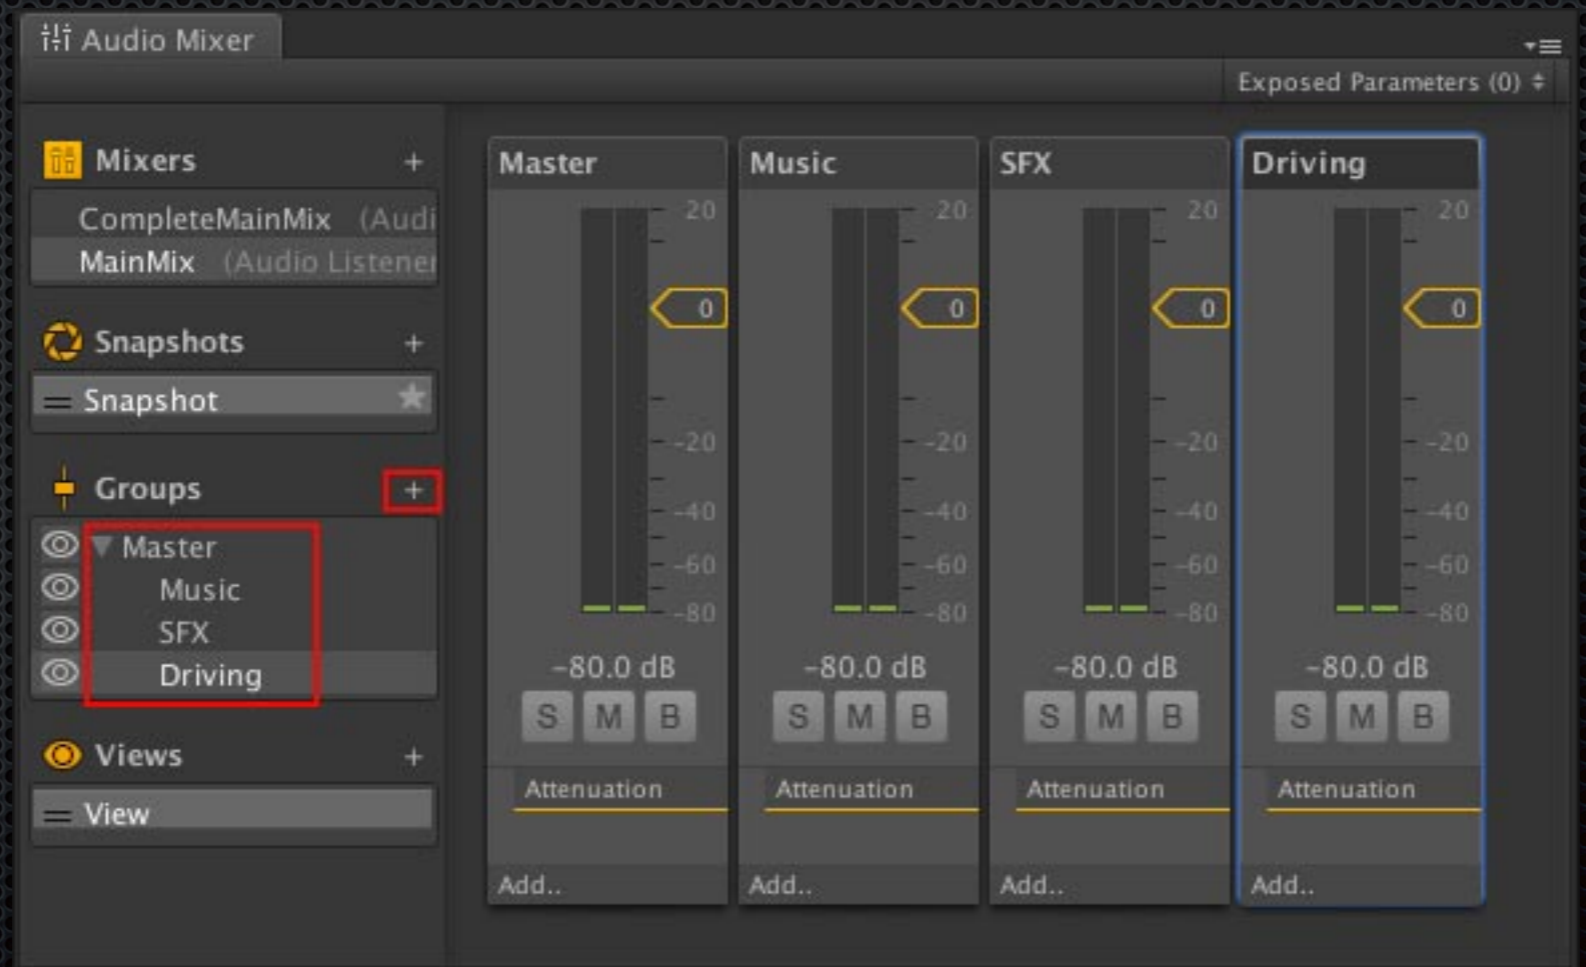 Audio Mixer
Exposed Parameters (0)
Mixers +
CompleteMainMix (Audi
MainMix (Audio Listener
Snapshots +
Snapshot
Groups +
Master
Music
SFX
Driving
Views +
View
Master Music SFX Driving
20 20 20 20
0 0 0 0
-20 -20 -20 -20
-40 -40 -40 -40
-60 -60 -60 -60
-80 -80 -80 -80
-80.0 dB -80.0 dB -80.0 dB -80.0 dB
S M B S M B S M B S M B
Attenuation Attenuation Attenuation Attenuation
Add.. Add.. Add.. Add..